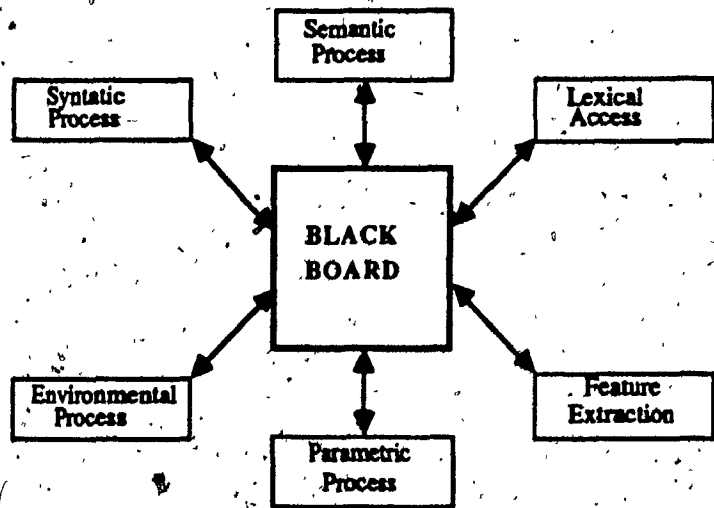 Semantic
Process
Syntatic
Process
Lexical
Access
BLACK
BOARD
Environmental
Process
Feature
Extraction
Parametric
Process